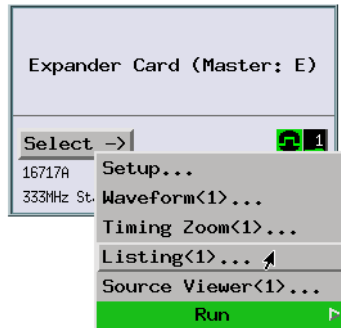 Expander Card (Master: E)
Select ->
1
16717A
333MHz
Setup...
Waveform<1>...
Timing Zoom<1>...
Listing<1>...
Source Viewer<1>...
Run